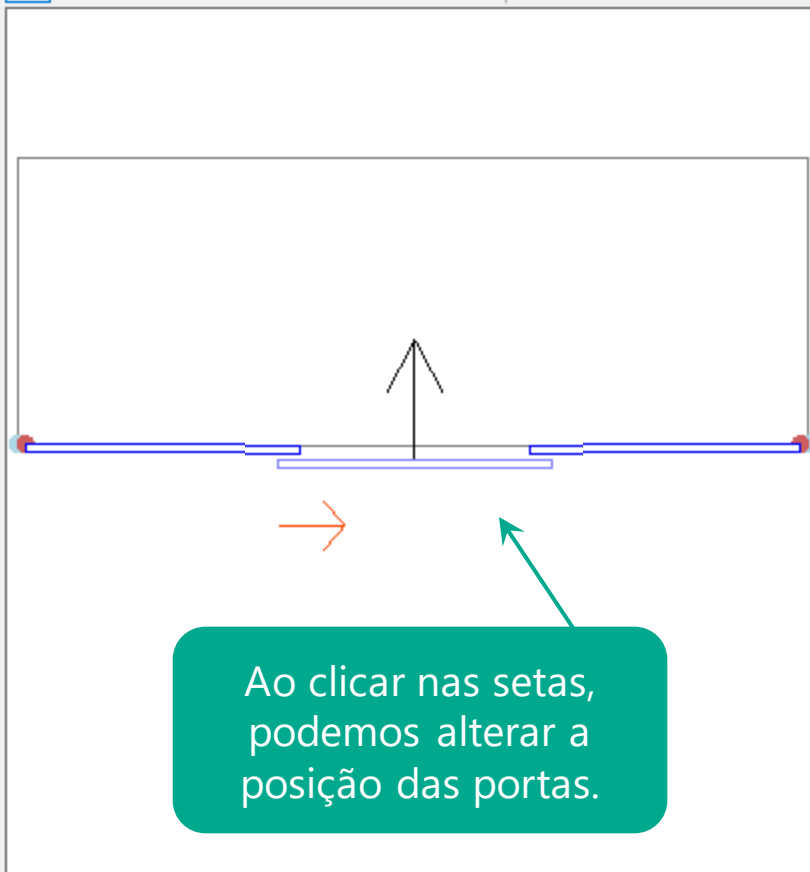 Ao clicar nas setas,
podemos alterar a
posição das portas.